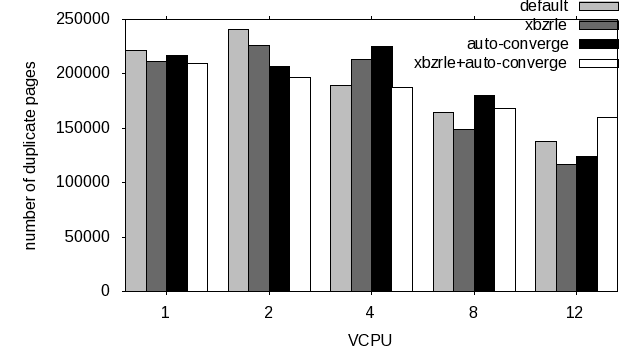 default
xbzrle
auto-converge
xbzrle+auto-converge
250000
200000
150000
100000
50000
0
number of duplicate pages
1 2 4 8 12
VCPU